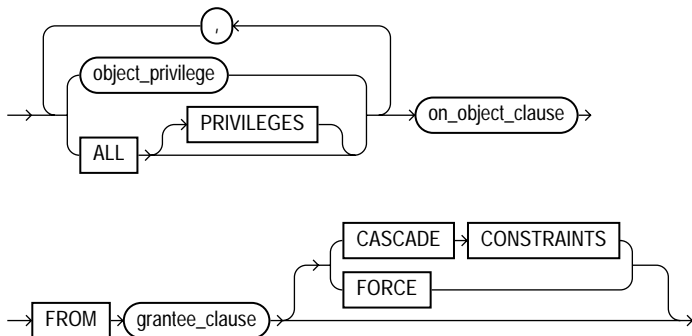 ,
object_privilege
PRIVILEGES
on_object_clause
ALL
CASCADE CONSTRAINTS
FORCE
FROM grantee_clause